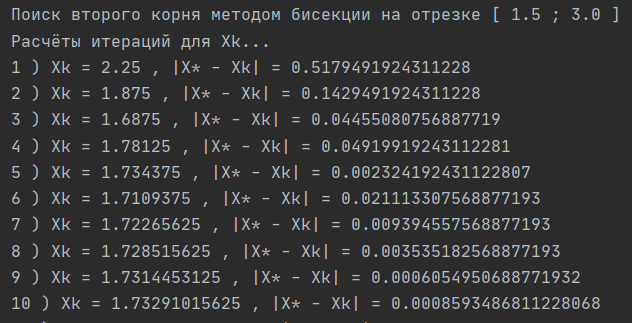 Поиск второго корня методом бисекции на отрезке [ 1.5 ; 3.0 ]
Расчёты итераций для Xk...
1 ) Xk = 2.25 , |X* - Xk| = 0.5179491924311228
2 ) Xk = 1.875 , |X* - Xk| = 0.1429491924311228
3 ) Xk = 1.6875 , |X* - Xk| = 0.04455080756887719
4 ) Xk = 1.78125 , |X* - Xk| = 0.04919919243112281
5 ) Xk = 1.734375 , |X* - Xk| = 0.002324192431122807
6 ) Xk = 1.7109375 , |X* - Xk| = 0.021113307568877193
7 ) Xk = 1.72265625 , |X* - Xk| = 0.009394557568877193
8 ) Xk = 1.728515625 , |X* - Xk| = 0.003535182568877193
9 ) Xk = 1.7314453125 , |X* - Xk| = 0.0006054950688771932
10 ) Xk = 1.73291015625 , |X* - Xk| = 0.0008593486811228068